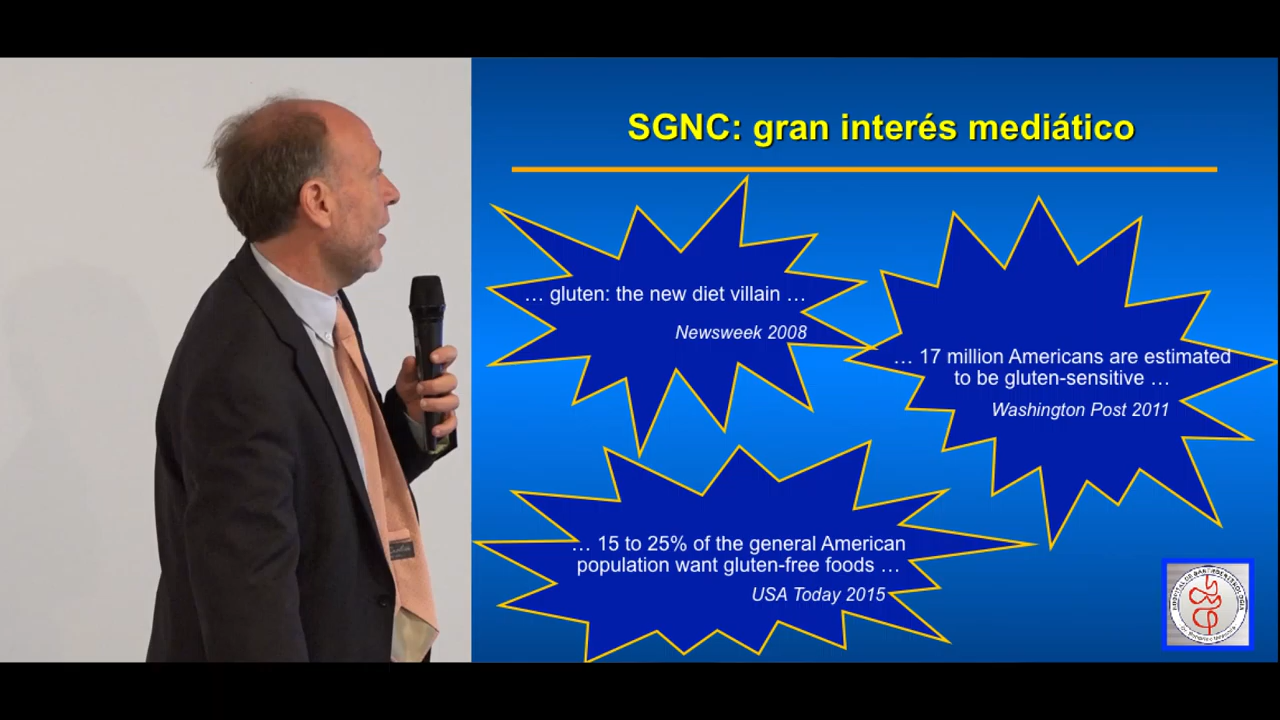 SGNC: gran interés mediático
… gluten: the new diet villain …
Newsweek 2008
… 17 million Americans are estimated
to be gluten-sensitive …
Washington Post 2011
… 15 to 25% of the general American
population want gluten-free foods …
USA Today 2015